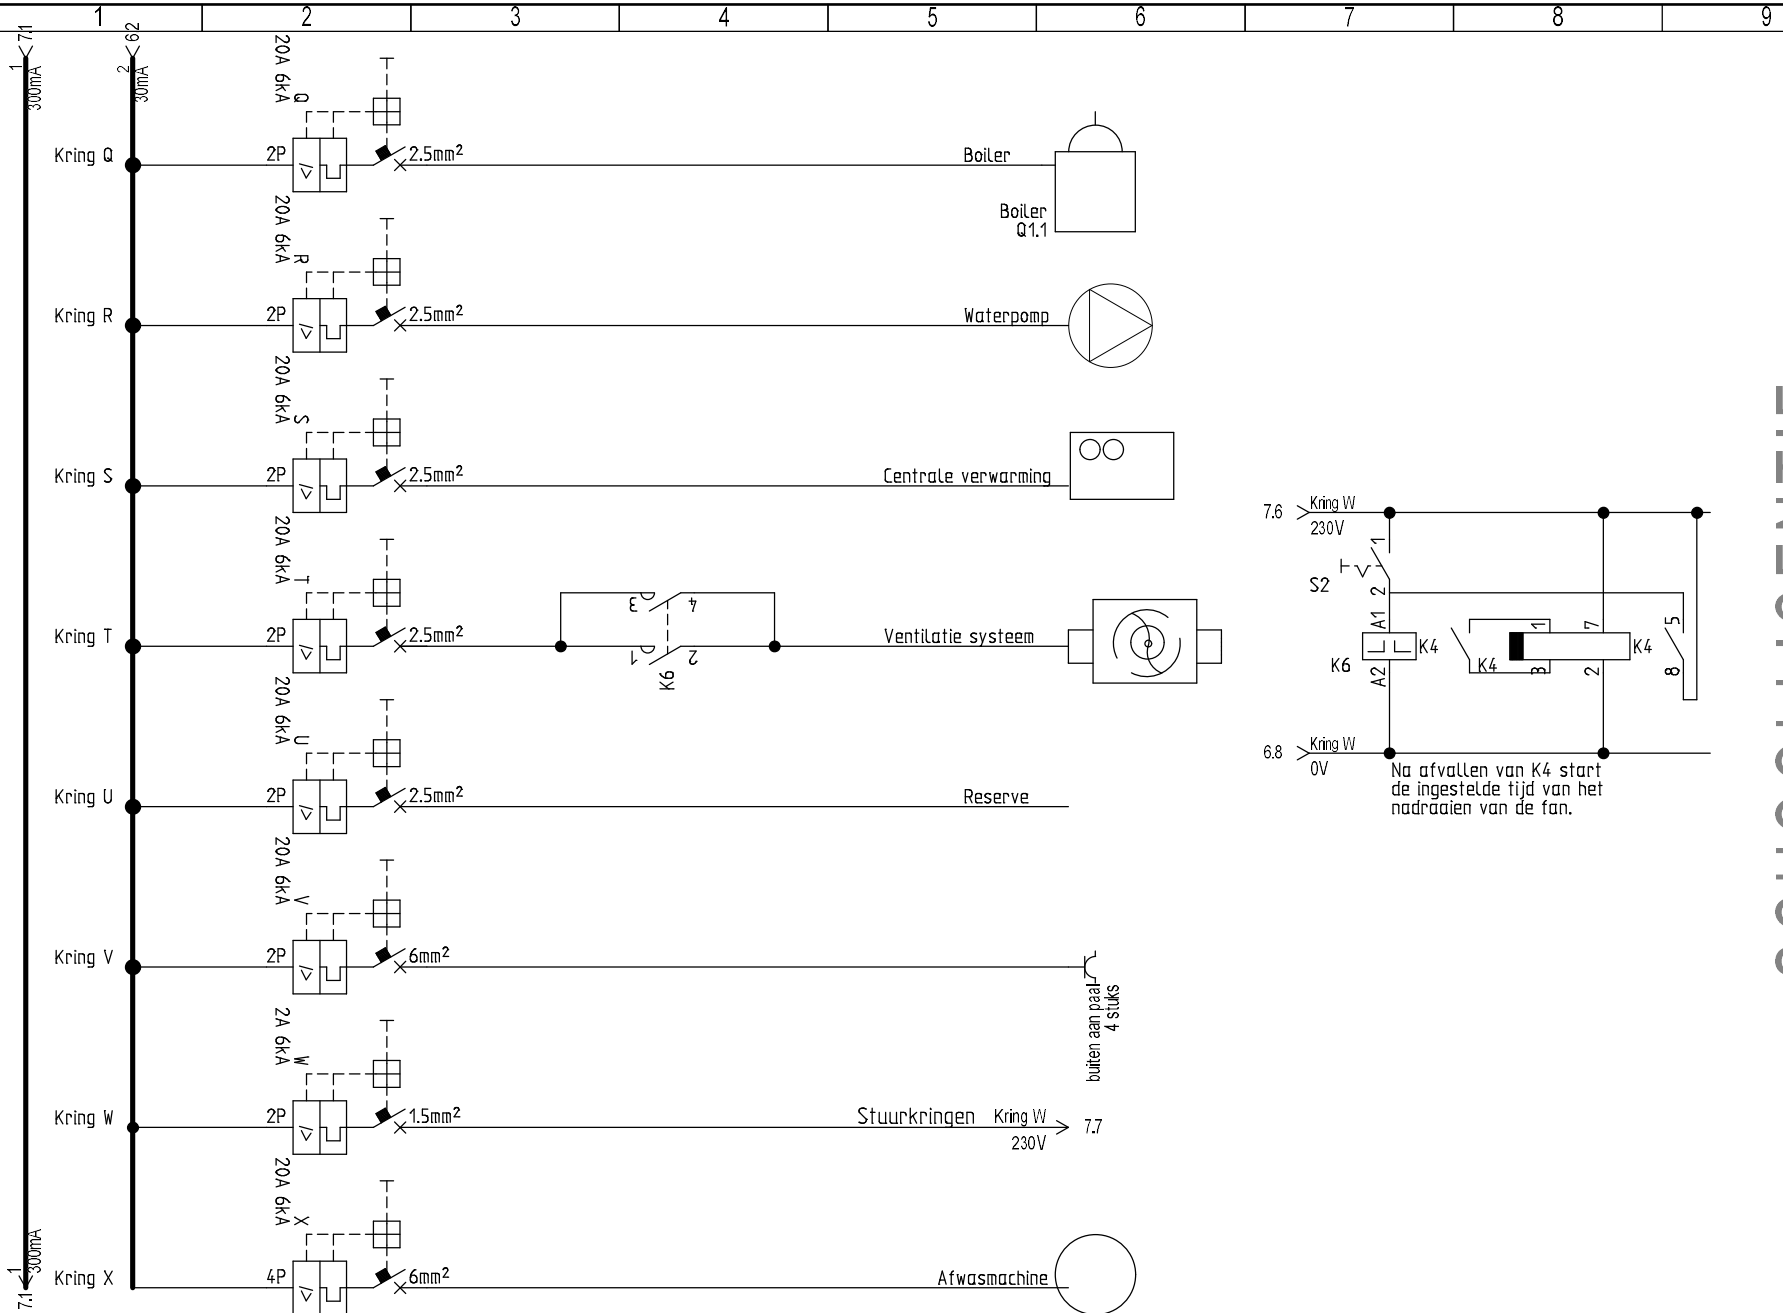 1 2 3 4 5 6 7 8 9
7.1
1
300mA
6.2
2
30mA
Kring Q
20A 6kA
Q
2P
2.5mm²
Boiler
Boiler
Q1.1
Kring R
20A 6kA
R
2P
2.5mm²
Waterpomp
Kring S
20A 6kA
S
2P
2.5mm²
Centrale verwarming
Kring T
20A 6kA
T
2P
2.5mm²
3 4
1 2
K6
Ventilatie systeem
Kring U
20A 6kA
U
2P
2.5mm²
Reserve
Kring V
20A 6kA
V
2P
6mm²
buiten aan paal
4 stuks
Kring W
2A 6kA
W
2P
1.5mm²
Stuurkringen Kring W
230V
7.7
Kring X
20A 6kA
X
4P
6mm²
Afwasmachine
1
300mA
7.1
7.6 Kring W
230V
S2
1
2
A1
K4
K6
A2
K4
1
3
7
2
K4
5
8
6.8 Kring W
0V
Na afvallen van K4 start
de ingestelde tijd van het
nadraaien van de fan.